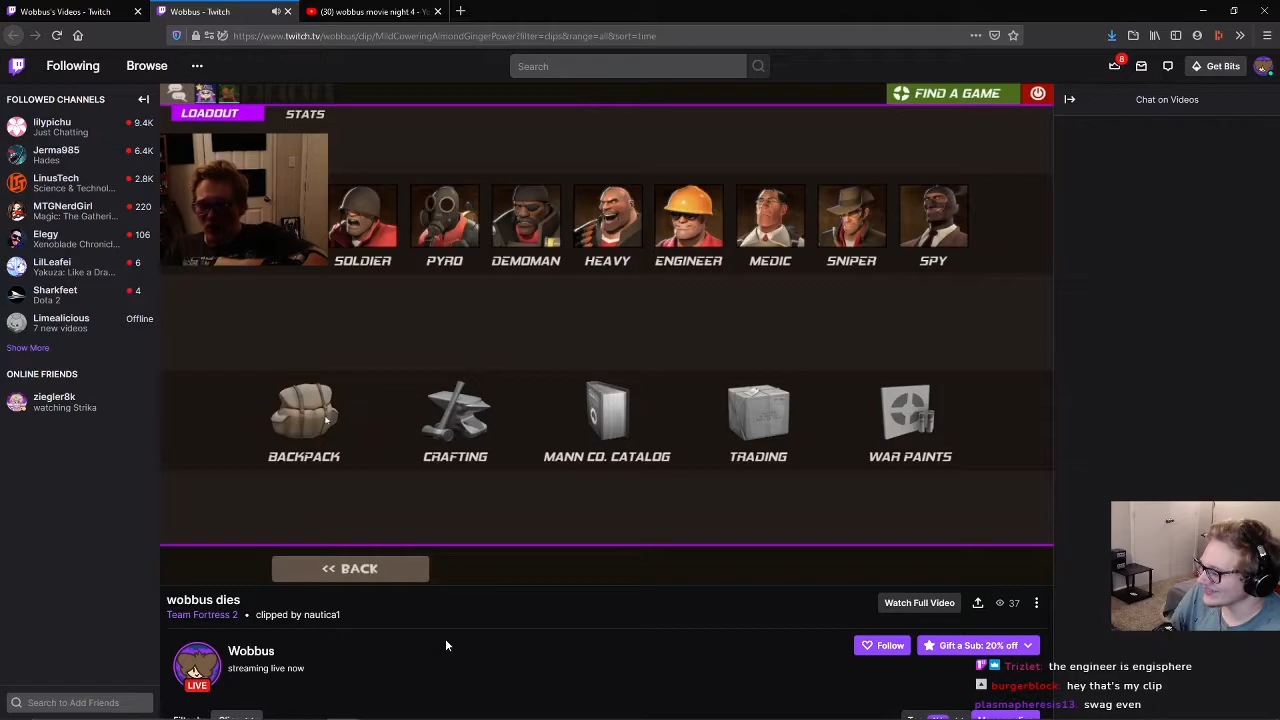 Wobbus's Videos - Twitch
Wobbus - Twitch
(30) wobbus movie night 4 - Yo
https://www.twitch.tv/wobbus/clip/MildCoweringAlmondGingerPower?filter=clips&range=all&sort=time
Following
Browse
Search
8
Get Bits
FOLLOWED CHANNELS
lilypichu
9.4K
Just Chatting
Jerma985
6.4K
Hades
LinusTech
2.8K
Science & Technol...
MTGNerdGirl
220
Magic: The Gatheri...
Elegy
106
Xenoblade Chronicl...
LilLeafei
6
Yakuza: Like a Dra...
Sharkfeet
4
Dota 2
Limealicious
Offline
7 new videos
Show More
ONLINE FRIENDS
ziegler8k
watching Strika
Search to Add Friends
FIND A GAME
LOADOUT
STATS
SOLDIER
PYRO
DEMOMAN
HEAVY
ENGINEER
MEDIC
SNIPER
SPY
BACKPACK
CRAFTING
MANN CO. CATALOG
TRADING
WAR PAINTS
<< BACK
Chat on Videos
wobbus dies
Team Fortress 2 • clipped by nautica1
Watch Full Video
37
Wobbus
streaming live now
LIVE
Follow
Gift a Sub: 20% off
Trizlet: the engineer is engisphere
burgerblock: hey that's my clip
plasmapheresis13: swag even